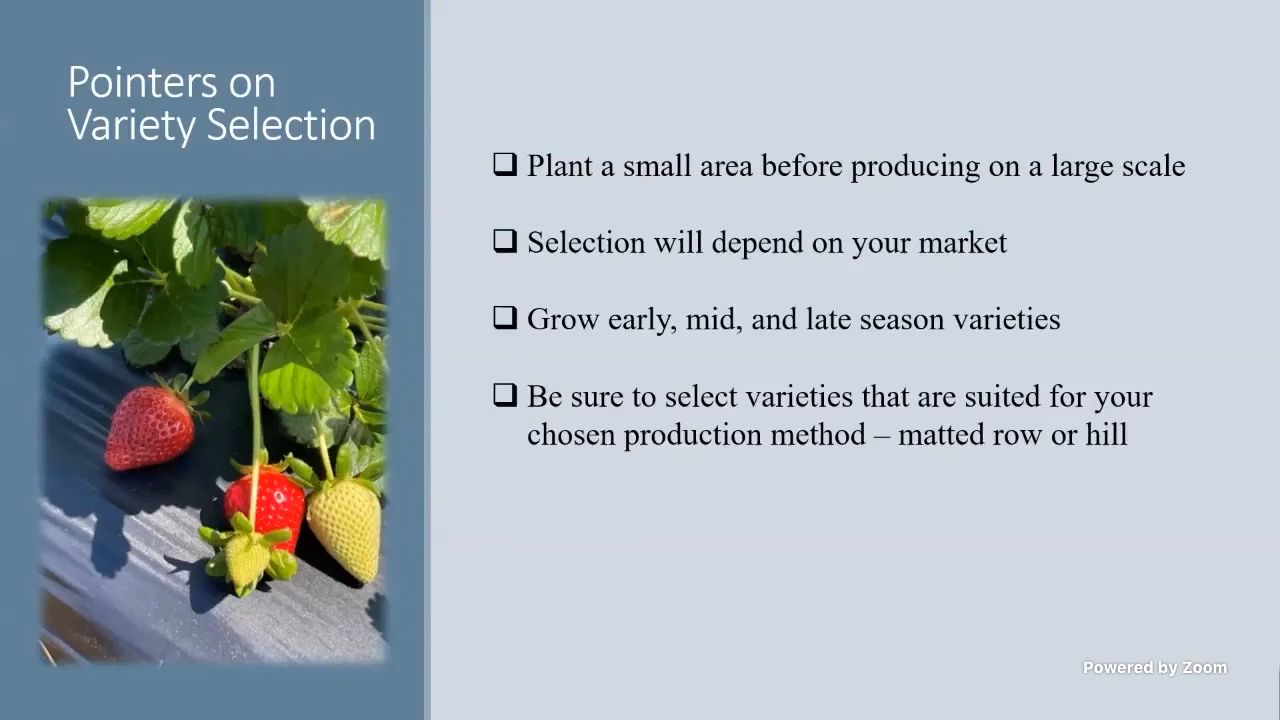 Pointers on
Variety Selection
❑ Plant a small area before producing on a large scale
❑ Selection will depend on your market
❑ Grow early, mid, and late season varieties
❑ Be sure to select varieties that are suited for your
chosen production method – matted row or hill
Powered by Zoom